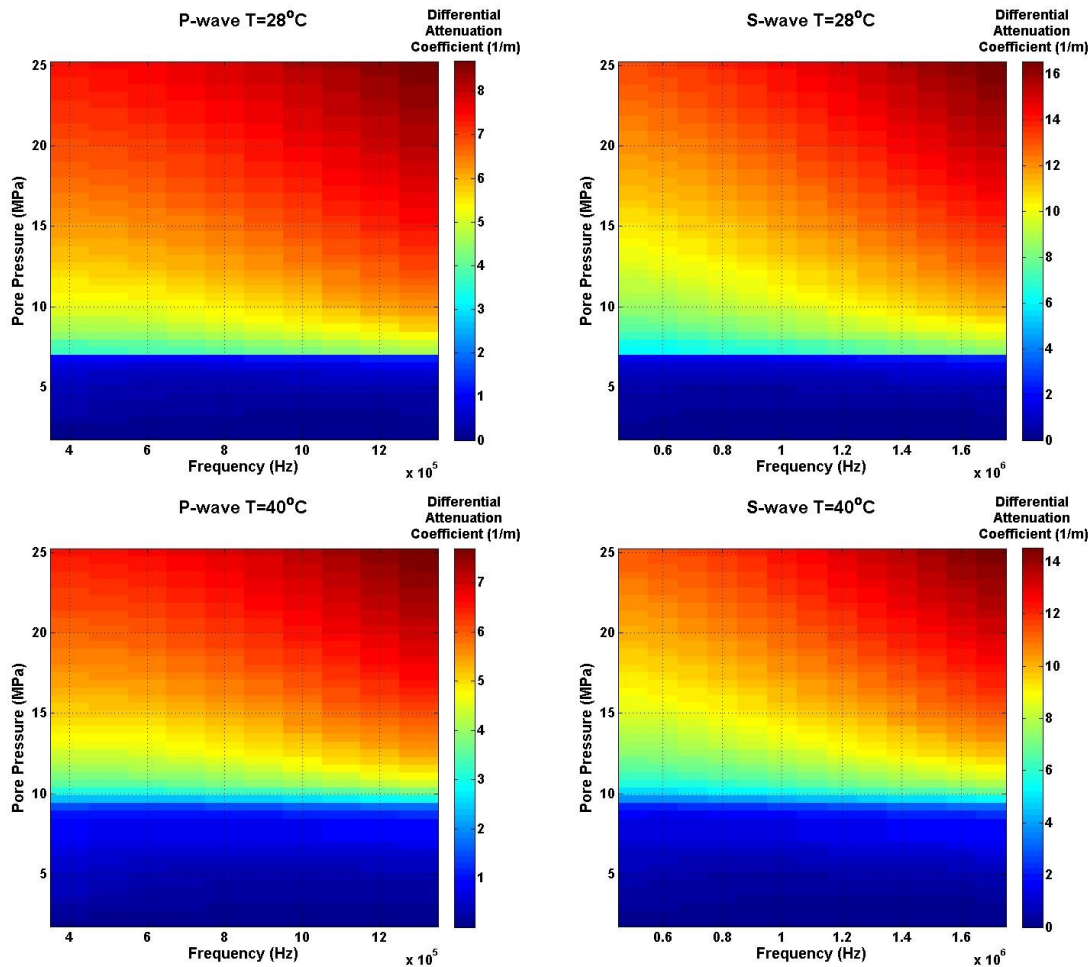 P-wave T=28°C
Differential
Attenuation
Coefficient (1/m)
25
20
15
10
5
Pore Pressure (MPa)
8
7
6
5
4
3
2
1
0
4 6 8 10 12
x 10^5
Frequency (Hz)
S-wave T=28°C
Differential
Attenuation
Coefficient (1/m)
25
20
15
10
5
Pore Pressure (MPa)
16
14
12
10
8
6
4
2
0
0.6 0.8 1 1.2 1.4 1.6
x 10^6
Frequency (Hz)
P-wave T=40°C
Differential
Attenuation
Coefficient (1/m)
25
20
15
10
5
Pore Pressure (MPa)
7
6
5
4
3
2
1
4 6 8 10 12
x 10^5
Frequency (Hz)
S-wave T=40°C
Differential
Attenuation
Coefficient (1/m)
25
20
15
10
5
Pore Pressure (MPa)
14
12
10
8
6
4
2
0
0.6 0.8 1 1.2 1.4 1.6
x 10^6
Frequency (Hz)